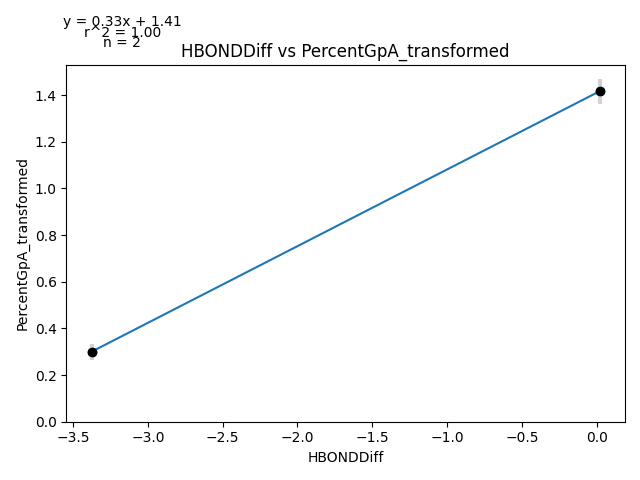 y = 0.33x + 1.41
r^2 = 1.00
n = 2
HBONDDiff vs PercentGpA_transformed
PercentGpA_transformed
1.4
1.2
1.0
0.8
0.6
0.4
0.2
0.0
−3.5 −3.0 −2.5 −2.0 −1.5 −1.0 −0.5 0.0
HBONDDiff